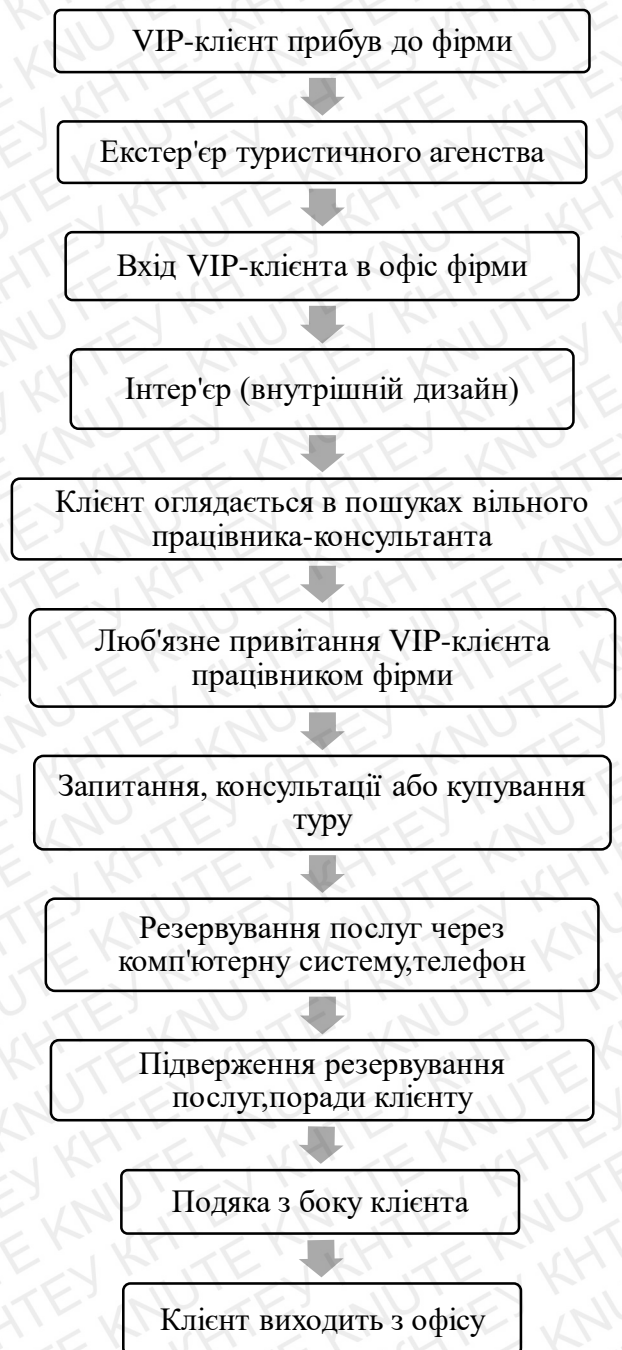 VIP-клієнт прибув до фірми
Екстер'єр туристичного агенства
Вхід VIP-клієнта в офіс фірми
Інтер'єр (внутрішній дизайн)
Клієнт оглядається в пошуках вільного
працівника-консультанта
Люб'язне привітання VIP-клієнта
працівником фірми
Запитання, консультації або купування
туру
Резервування послуг через
комп'ютерну систему,телефон
Підверження резервування
послуг,поради клієнту
Подяка з боку клієнта
Клієнт виходить з офісу